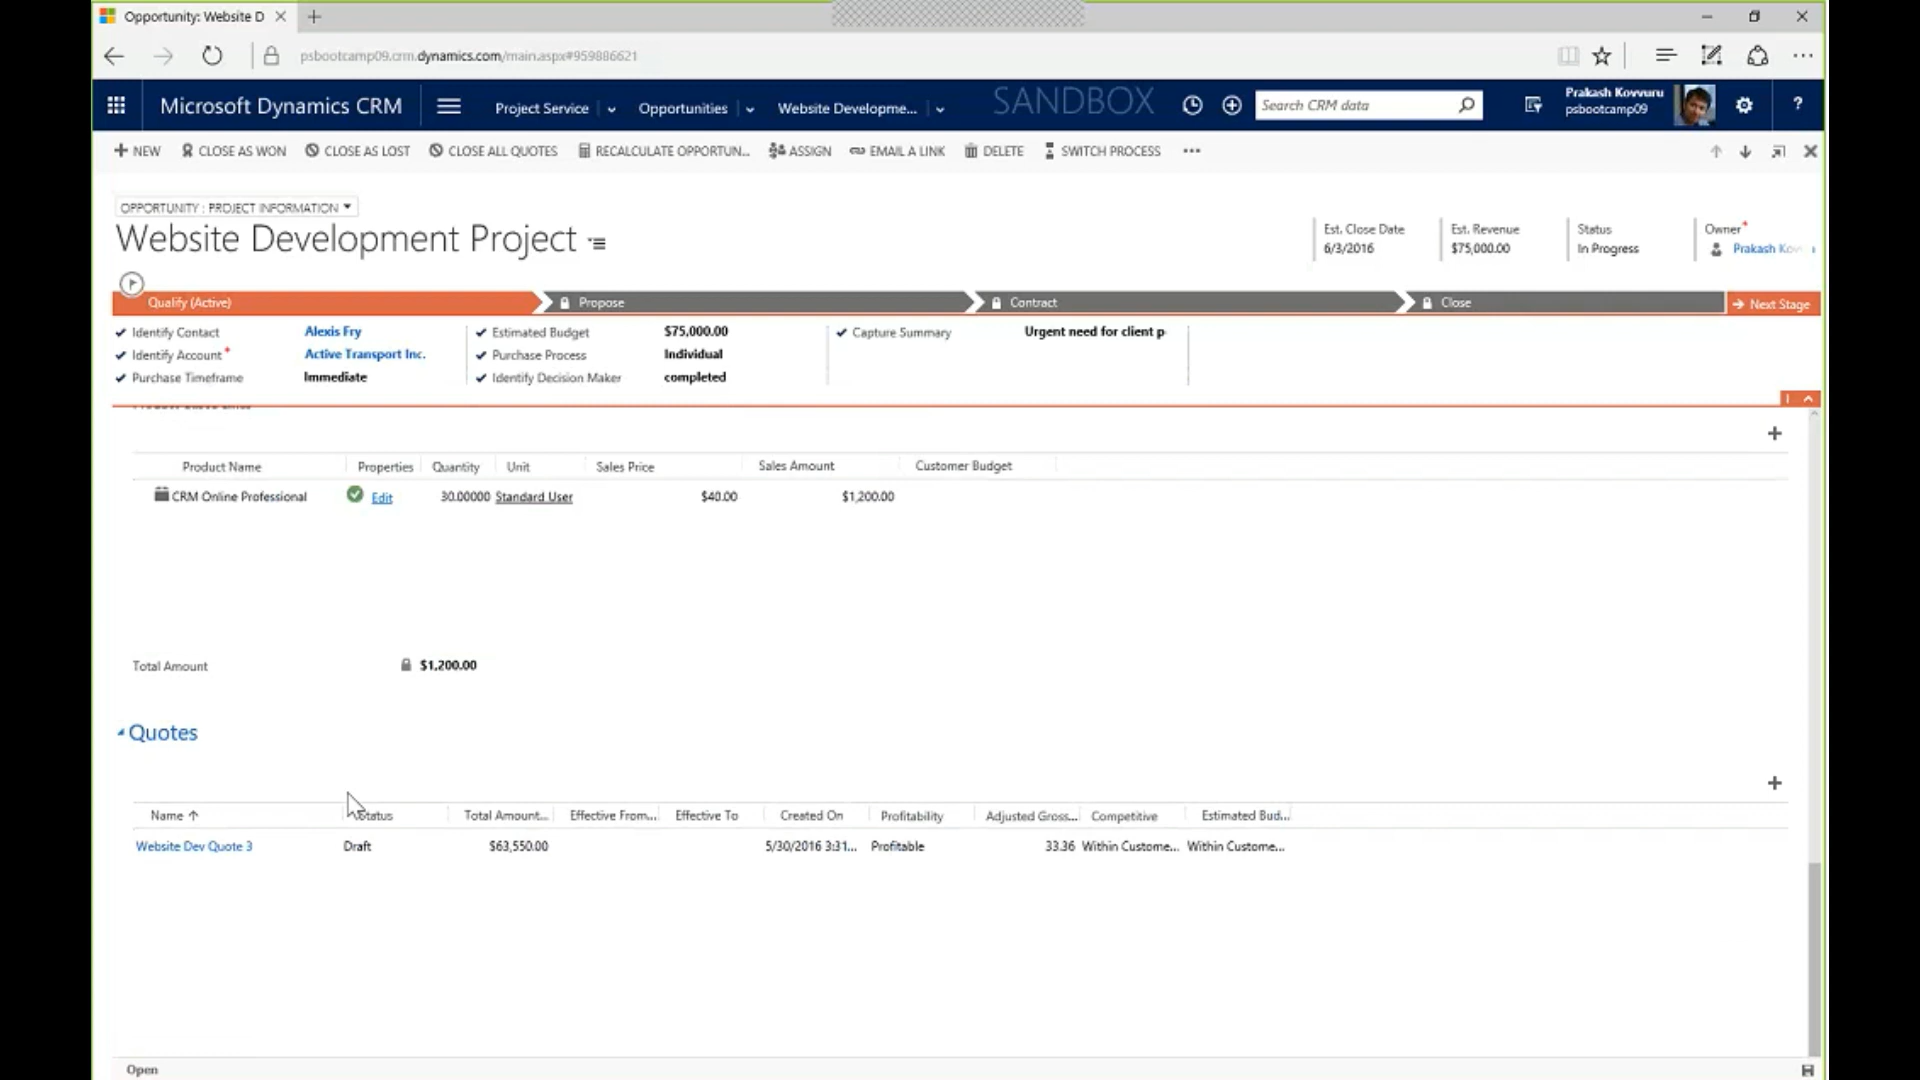 Opportunity: Website D
psbootcamp09.crm.dynamics.com/main.aspx#959886621
Microsoft Dynamics CRM
Project Service
Opportunities
Website Developme...
SANDBOX
Search CRM data
Prakash Kovvuru
psbootcamp09
?
NEW
CLOSE AS WON
CLOSE AS LOST
CLOSE ALL QUOTES
RECALCULATE OPPORTUN...
ASSIGN
EMAIL A LINK
DELETE
SWITCH PROCESS
OPPORTUNITY : PROJECT INFORMATION
Website Development Project
Est. Close Date
6/3/2016
Est. Revenue
$75,000.00
Status
In Progress
Owner*
Prakash Kov
Qualify (Active)
Propose
Contract
Close
Next Stage
Identify Contact
Alexis Fry
Estimated Budget
$75,000.00
Capture Summary
Urgent need for client p
Identify Account*
Active Transport Inc.
Purchase Process
Individual
Purchase Timeframe
Immediate
Identify Decision Maker
completed
Product Name
Properties
Quantity
Unit
Sales Price
Sales Amount
Customer Budget
CRM Online Professional
Edit
30.00000
Standard User
$40.00
$1,200.00
Total Amount
$1,200.00
Quotes
Name
Status
Total Amount...
Effective From...
Effective To
Created On
Profitability
Adjusted Gross...
Competitive
Estimated Bud...
Website Dev Quote 3
Draft
$63,550.00
5/30/2016 3:31...
Profitable
33.36
Within Custome...
Within Custome...
Open